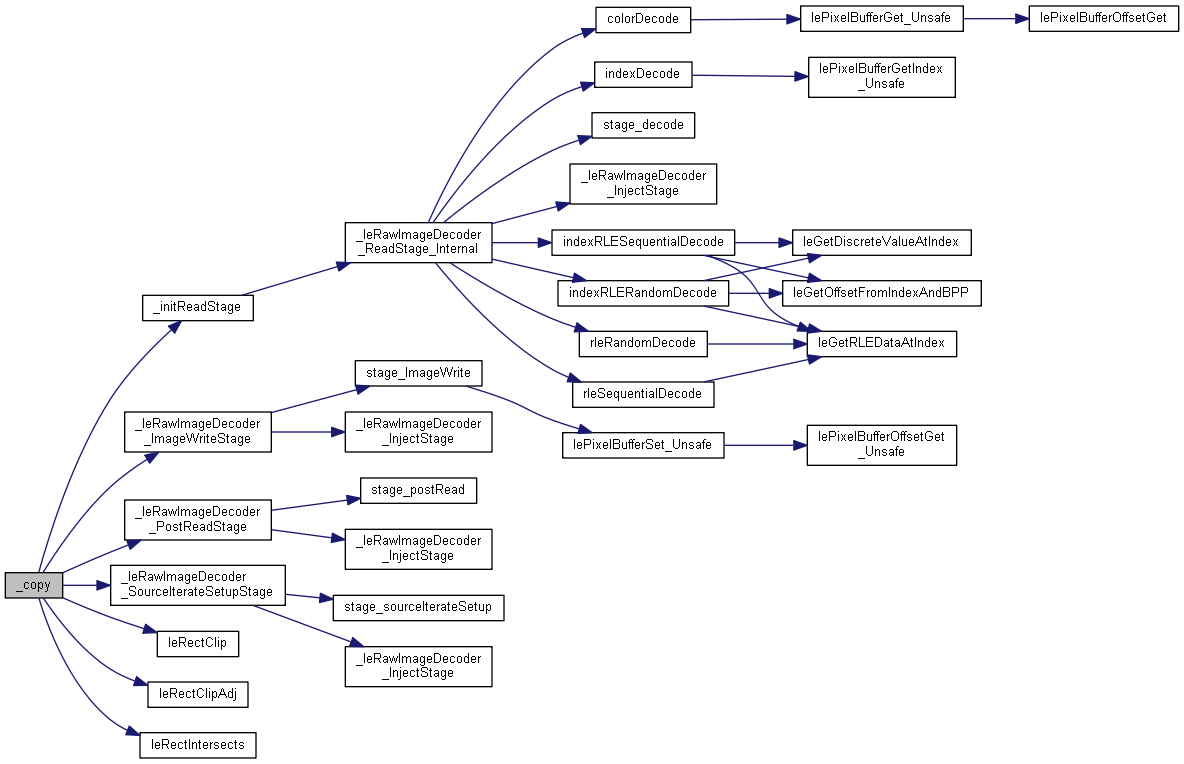 colorDecode
lePixelBufferGet_Unsafe
lePixelBufferOffsetGet
indexDecode
lePixelBufferGetIndex
_Unsafe
stage_decode
_leRawImageDecoder
_InjectStage
_leRawImageDecoder
_ReadStage_Internal
indexRLESequentialDecode
leGetDiscreteValueAtIndex
indexRLERandomDecode
leGetOffsetFromIndexAndBPP
_initReadStage
rleRandomDecode
leGetRLEDataAtIndex
stage_ImageWrite
rleSequentialDecode
_leRawImageDecoder
_ImageWriteStage
_leRawImageDecoder
_InjectStage
lePixelBufferSet_Unsafe
lePixelBufferOffsetGet
_Unsafe
stage_postRead
_leRawImageDecoder
_PostReadStage
_leRawImageDecoder
_InjectStage
_copy
_leRawImageDecoder
_SourceIterateSetupStage
stage_sourceIterateSetup
leRectClip
_leRawImageDecoder
_InjectStage
leRectClipAdj
leRectIntersects